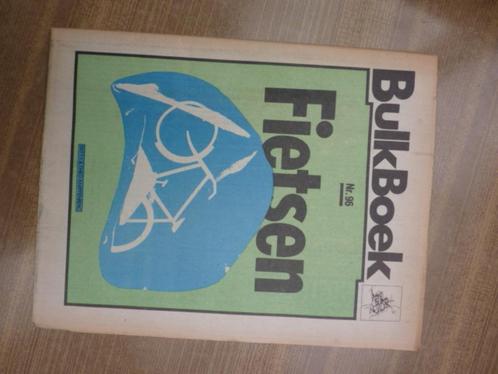 BulkBoek
Nr. 96
Fietsen